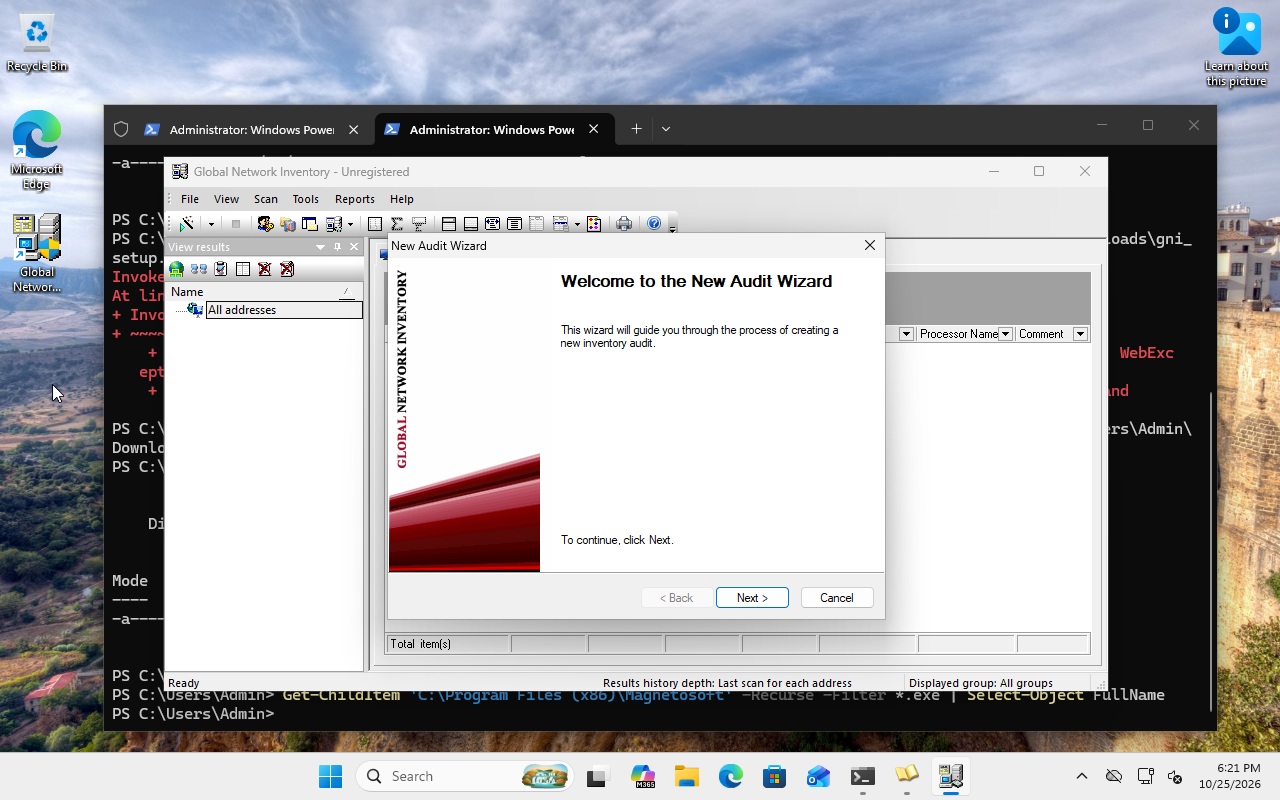 Recycle Bin
Learn about
this picture
Microsoft
Edge
Global
Networ...
Administrator: Windows Power
Administrator: Windows Powe
-a----
PS C:\
PS C:\
loads\gni_
setup.
Invoke
At lin
+ Invo
+ ~~~~
+
WebExc
ept
+
and
PS C:\
ers\Admin\
Downlo
PS C:\
Di
Mode
----
-a----
PS C:\
PS C:\Users\Admin> Get-ChildItem 'C:\Program Files (x86)\Magnetosoft' -Recurse -Filter *.exe | Select-Object FullName
PS C:\Users\Admin>
Global Network Inventory - Unregistered
File View Scan Tools Reports Help
View results
Name
All addresses
Processor Name
Comment
Total item(s)
Ready
Results history depth: Last scan for each address
Displayed group: All groups
New Audit Wizard
GLOBAL NETWORK INVENTORY
Welcome to the New Audit Wizard
This wizard will guide you through the process of creating a
new inventory audit.
To continue, click Next.
< Back
Next >
Cancel
Search
M365
6:21 PM
10/25/2026